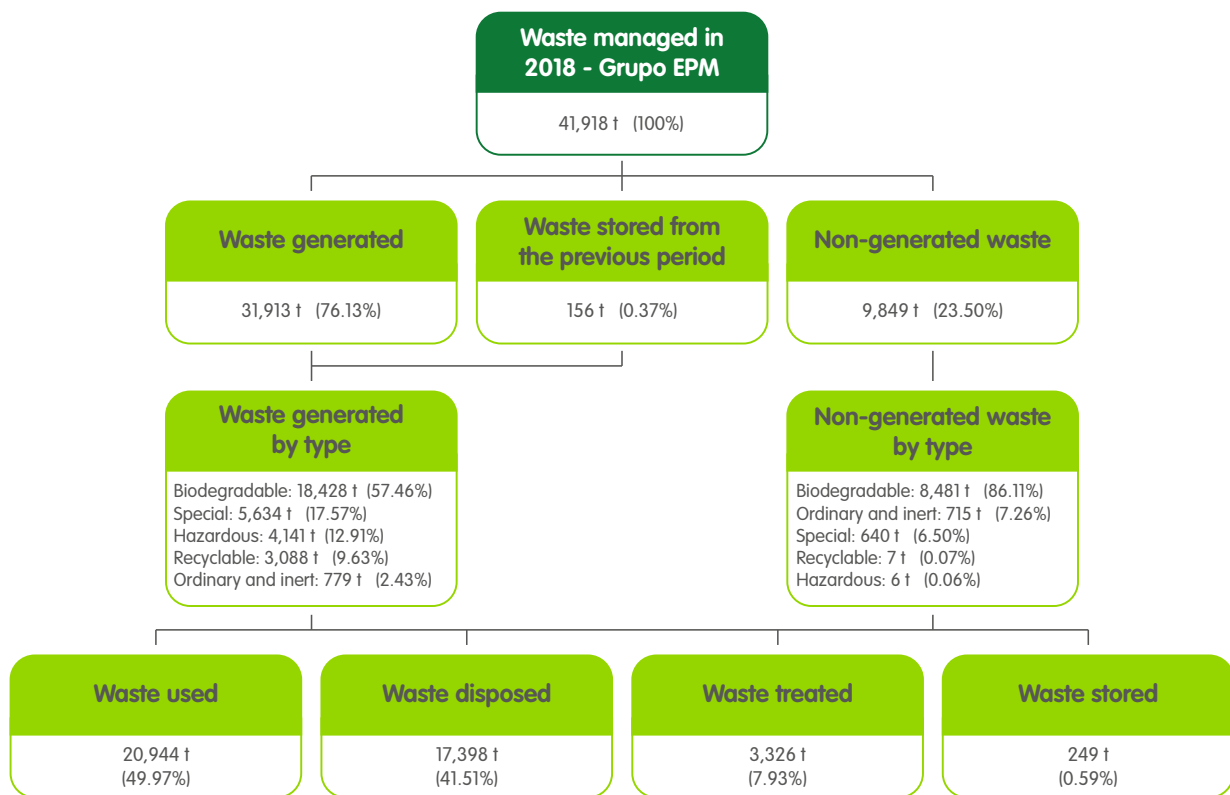 Waste managed in
2018 - Grupo EPM
41,918 t (100%)
Waste generated
31,913 t (76.13%)
Waste stored from
the previous period
156 t (0.37%)
Non-generated waste
9,849 t (23.50%)
Waste generated
by type
Biodegradable: 18,428 t (57.46%)
Special: 5,634 t (17.57%)
Hazardous: 4,141 t (12.91%)
Recyclable: 3,088 t (9.63%)
Ordinary and inert: 779 t (2.43%)
Non-generated waste
by type
Biodegradable: 8,481 t (86.11%)
Ordinary and inert: 715 t (7.26%)
Special: 640 t (6.50%)
Recyclable: 7 t (0.07%)
Hazardous: 6 t (0.06%)
Waste used
20,944 t
(49.97%)
Waste disposed
17,398 t
(41.51%)
Waste treated
3,326 t
(7.93%)
Waste stored
249 t
(0.59%)